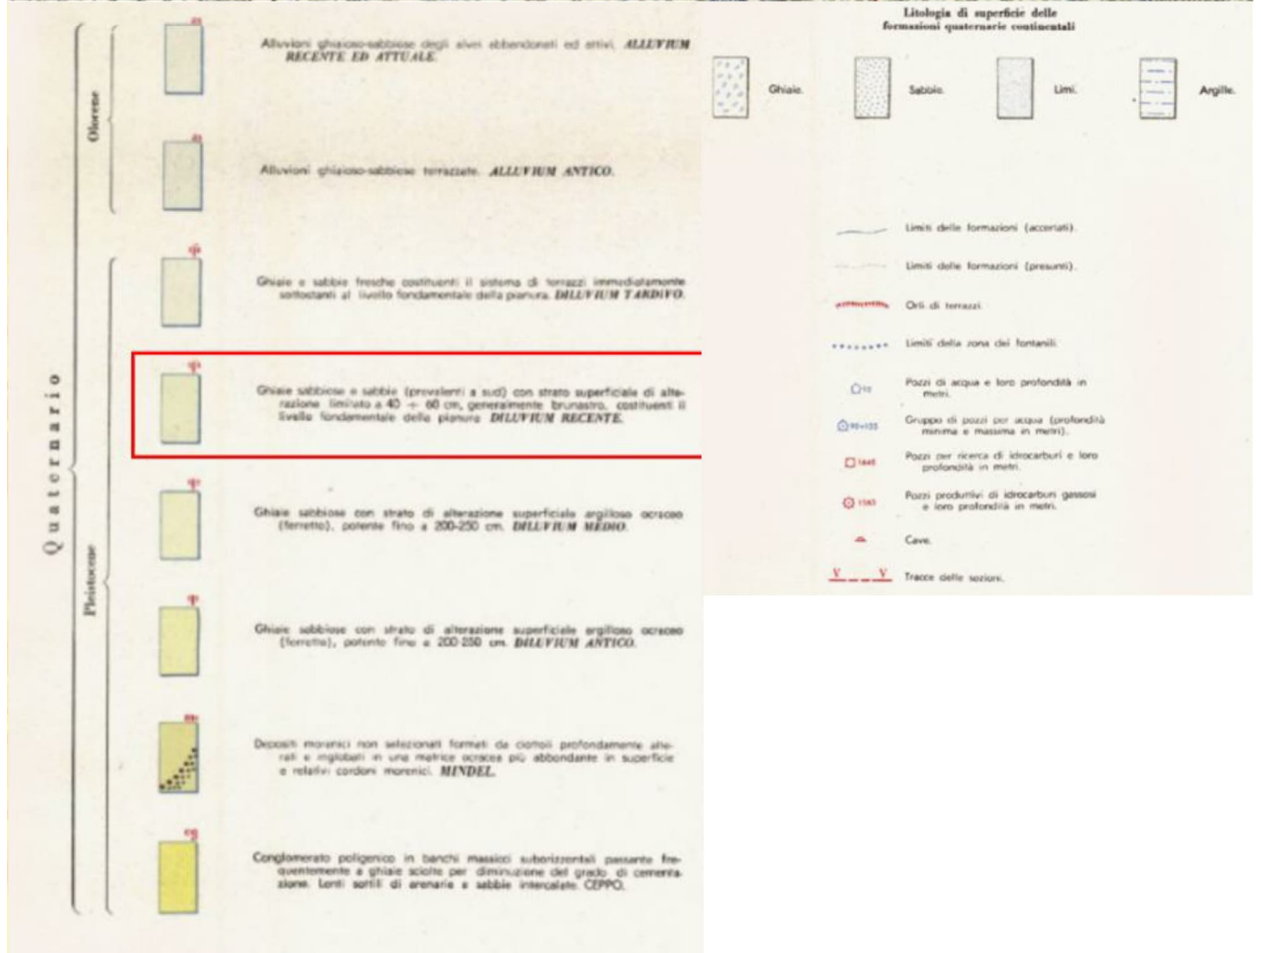 Quaternario
Olocene
Pleistocene
Alluvioni ghiaioso-sabbiose degli alvei abbandonati ed attivi. ALLUVIUM
RECENTE ED ATTUALE.
Alluvioni ghiaioso-sabbiose terrazzate. ALLUVIUM ANTICO.
Ghiaie e sabbie fresche costituenti il sistema di terrazzi immediatamente
sottostanti al livello fondamentale della pianura. DILUVIUM TARDIVO.
Ghiaie sabbiose e sabbie (prevalenti a sud) con strato superficiale di alte-
razione limitato a 40 ÷ 60 cm, generalmente brunastro, costituenti il
livello fondamentale della pianura DILUVIUM RECENTE.
Ghiaie sabbiose con strato di alterazione superficiale argilloso ocraceo
(ferretto), potente fino a 200-250 cm. DILUVIUM MEDIO.
Ghiaie sabbiose con strato di alterazione superficiale argilloso ocraceo
(ferretto), potente fino a 200-250 cm. DILUVIUM ANTICO.
Depositi morenici non selezionati formati da ciottoli profondamente alte-
rati e inglobati in una matrice ocracea più abbondante in superficie
e relativi cordoni morenici. MINDEL.
cg
Conglomerato poligenico in banchi massicci suborizzontali passante fre-
quentemente a ghiaie sciolte per diminuzione del grado di cementa-
zione. Lenti sottili di arenarie e sabbie intercalate. CEPPO.
Litologia di superficie delle
formazioni quaternarie continentali
Ghiaie. Sabbie. Limi. Argille.
Limiti delle formazioni (accertati).
Limiti delle formazioni (presunti).
Orli di terrazzi.
Limiti della zona dei fontanili.
Pozzi di acqua e loro profondità in
metri.
Gruppo di pozzi per acqua (profondità
minima e massima in metri).
Pozzi per ricerca di idrocarburi e loro
profondità in metri.
Pozzi produttivi di idrocarburi gassosi
e loro profondità in metri.
Cave.
V V Tracce delle sezioni.